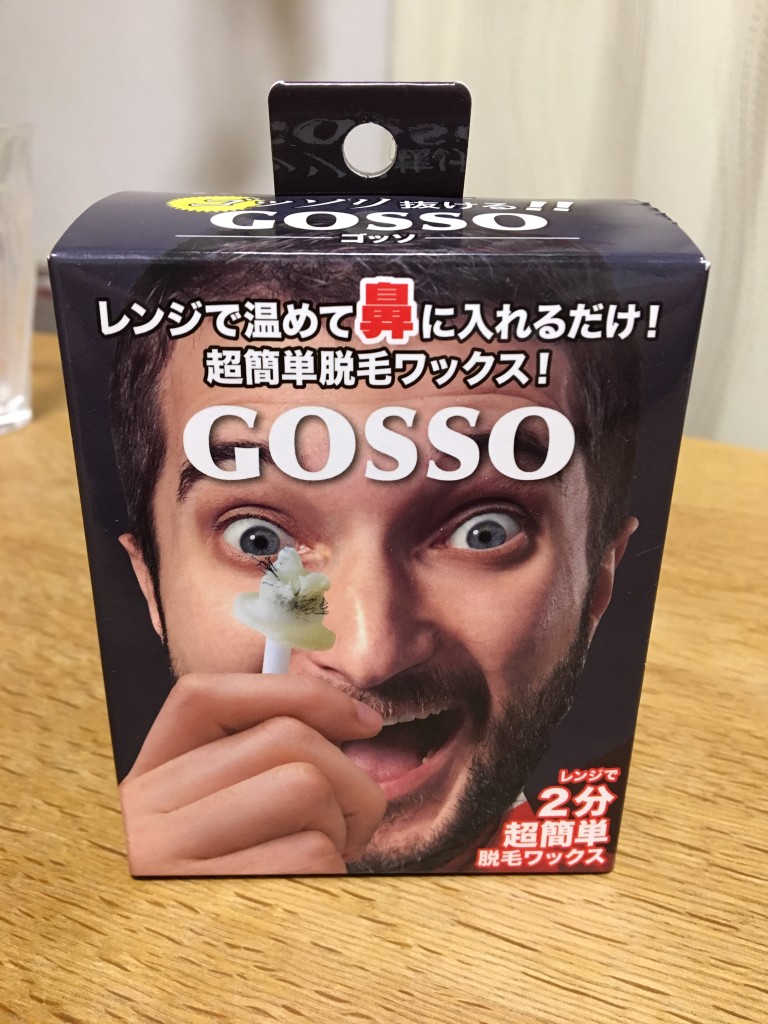 ゴッソリ 抜ける!!
GOSSO
ゴッソ
レンジで温めて鼻に入れるだけ!
超簡単脱毛ワックス!
GOSSO
レンジで
2分
超簡単
脱毛ワックス